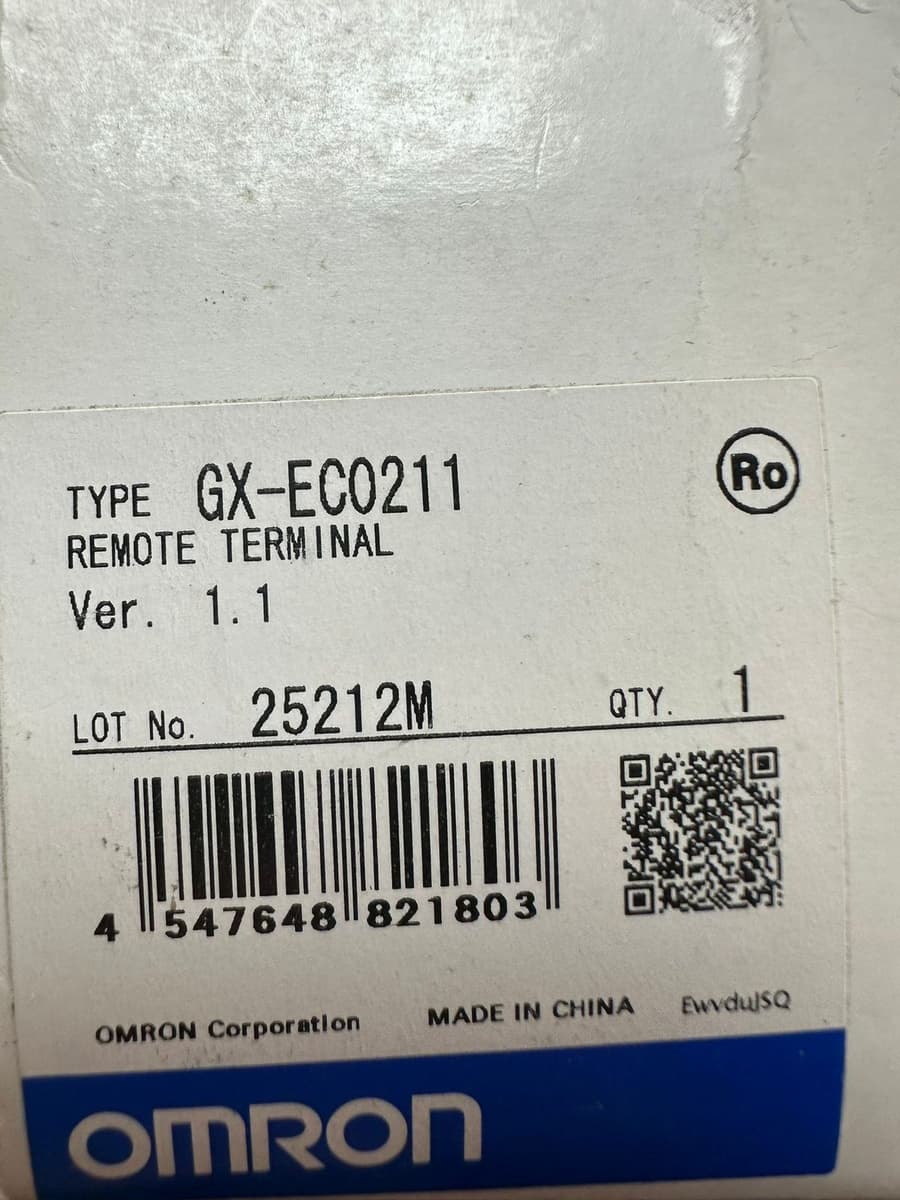 TYPE GX-EC0211
Ro
REMOTE TERMINAL
Ver. 1.1
LOT No. 25212M QTY. 1
4 547648 821803
OMRON Corporation MADE IN CHINA EwvdujSQ
OMRON